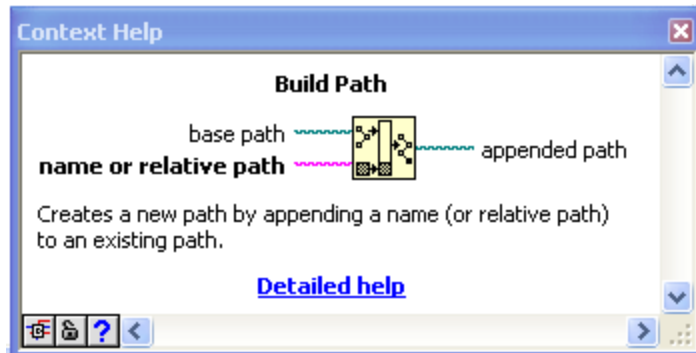 Context Help
Build Path
base path
name or relative path
appended path
Creates a new path by appending a name (or relative path)
to an existing path.
Detailed help
?